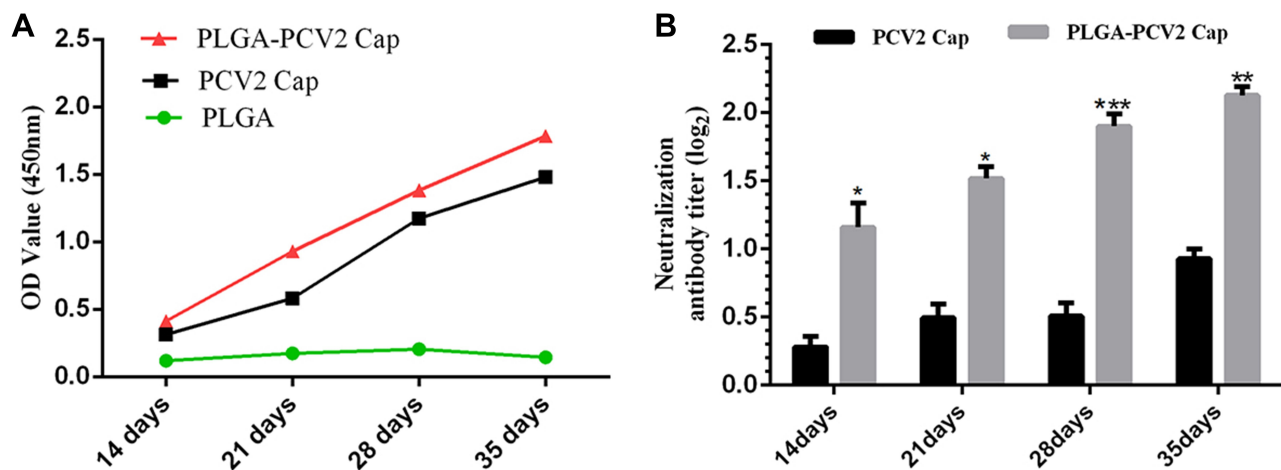 A
PLGA-PCV2 Cap
PCV2 Cap
PLGA
OD Value (450nm)
2.5
2.0
1.5
1.0
0.5
0.0
14 days
21 days
28 days
35 days
B
PCV2 Cap
PLGA-PCV2 Cap
Neutralization
antibody titer (log₂)
2.5
2.0
1.5
1.0
0.5
0.0
*
*
***
**
14days
21days
28days
35days